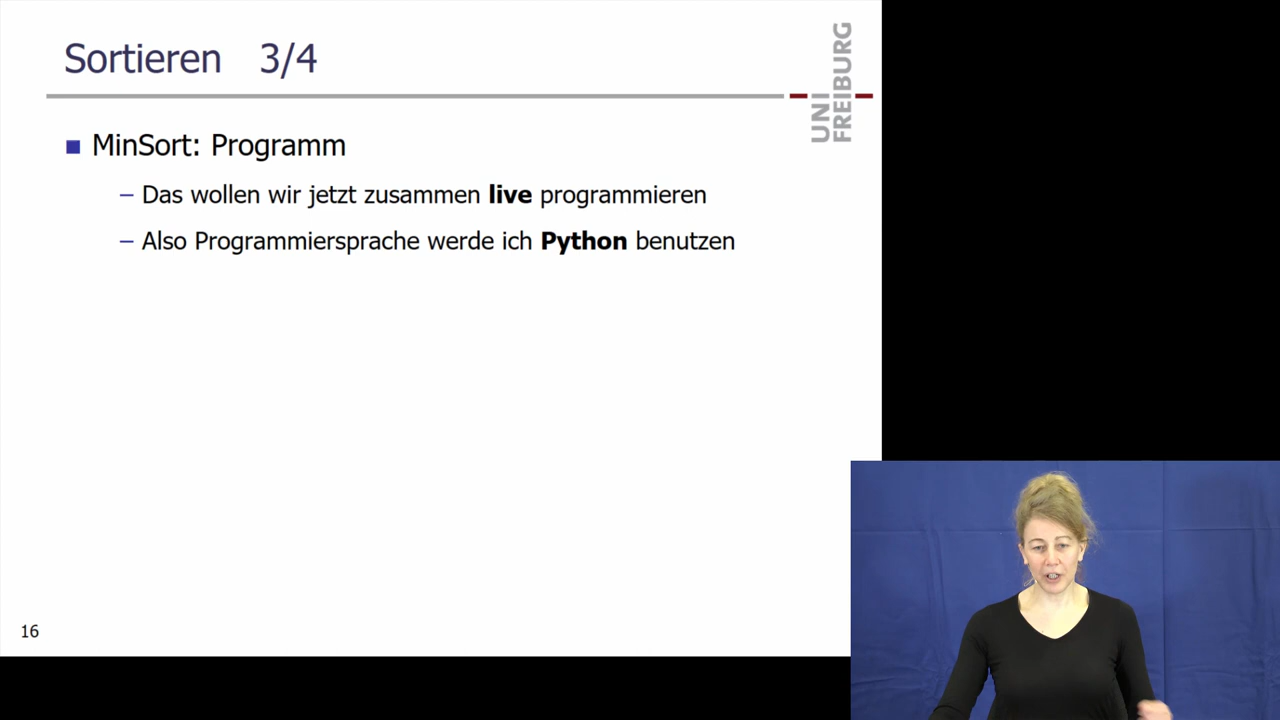 Sortieren 3/4
UNI
FREIBURG
MinSort: Programm
– Das wollen wir jetzt zusammen live programmieren
– Also Programmiersprache werde ich Python benutzen
16